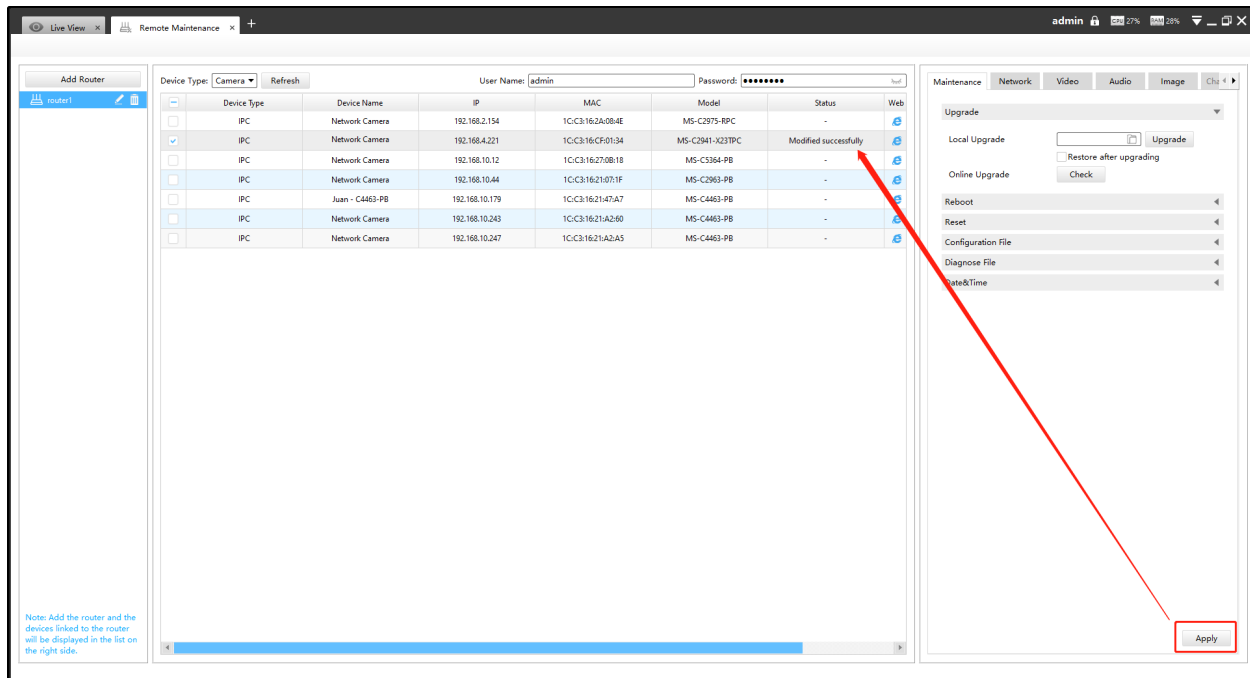 Live View × Remote Maintenance × +
admin CPU 27% RAM 28%
Add Router
router1
Note: Add the router and the
devices linked to the router
will be displayed in the list on
the right side.
Device Type: Camera Refresh User Name: admin Password: ●●●●●●●●
Device Type Device Name IP MAC Model Status Web
IPC Network Camera 192.168.2.154 1C:C3:16:2A:08:4E MS-C2975-RPC -
IPC Network Camera 192.168.4.221 1C:C3:16:CF:01:34 MS-C2941-X23TPC Modified successfully
IPC Network Camera 192.168.10.12 1C:C3:16:27:0B:18 MS-C5364-PB -
IPC Network Camera 192.168.10.44 1C:C3:16:21:07:1F MS-C2963-PB -
IPC Juan - C4463-PB 192.168.10.179 1C:C3:16:21:47:A7 MS-C4463-PB -
IPC Network Camera 192.168.10.243 1C:C3:16:21:A2:60 MS-C4463-PB -
IPC Network Camera 192.168.10.247 1C:C3:16:21:A2:A5 MS-C4463-PB -
Maintenance Network Video Audio Image Cha
Upgrade
Local Upgrade Upgrade
Restore after upgrading
Online Upgrade Check
Reboot
Reset
Configuration File
Diagnose File
Date&Time
Apply